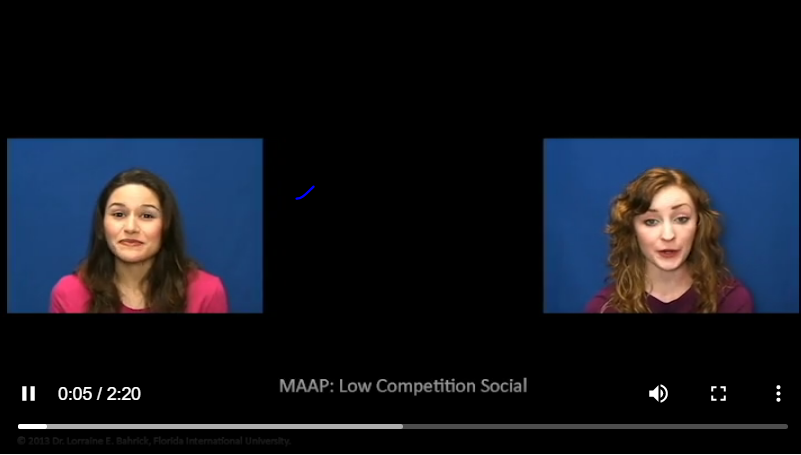 MAAP: Low Competition Social
0:05 / 2:20
© 2013 Dr. Lorraine E. Bahrick, Florida International University.